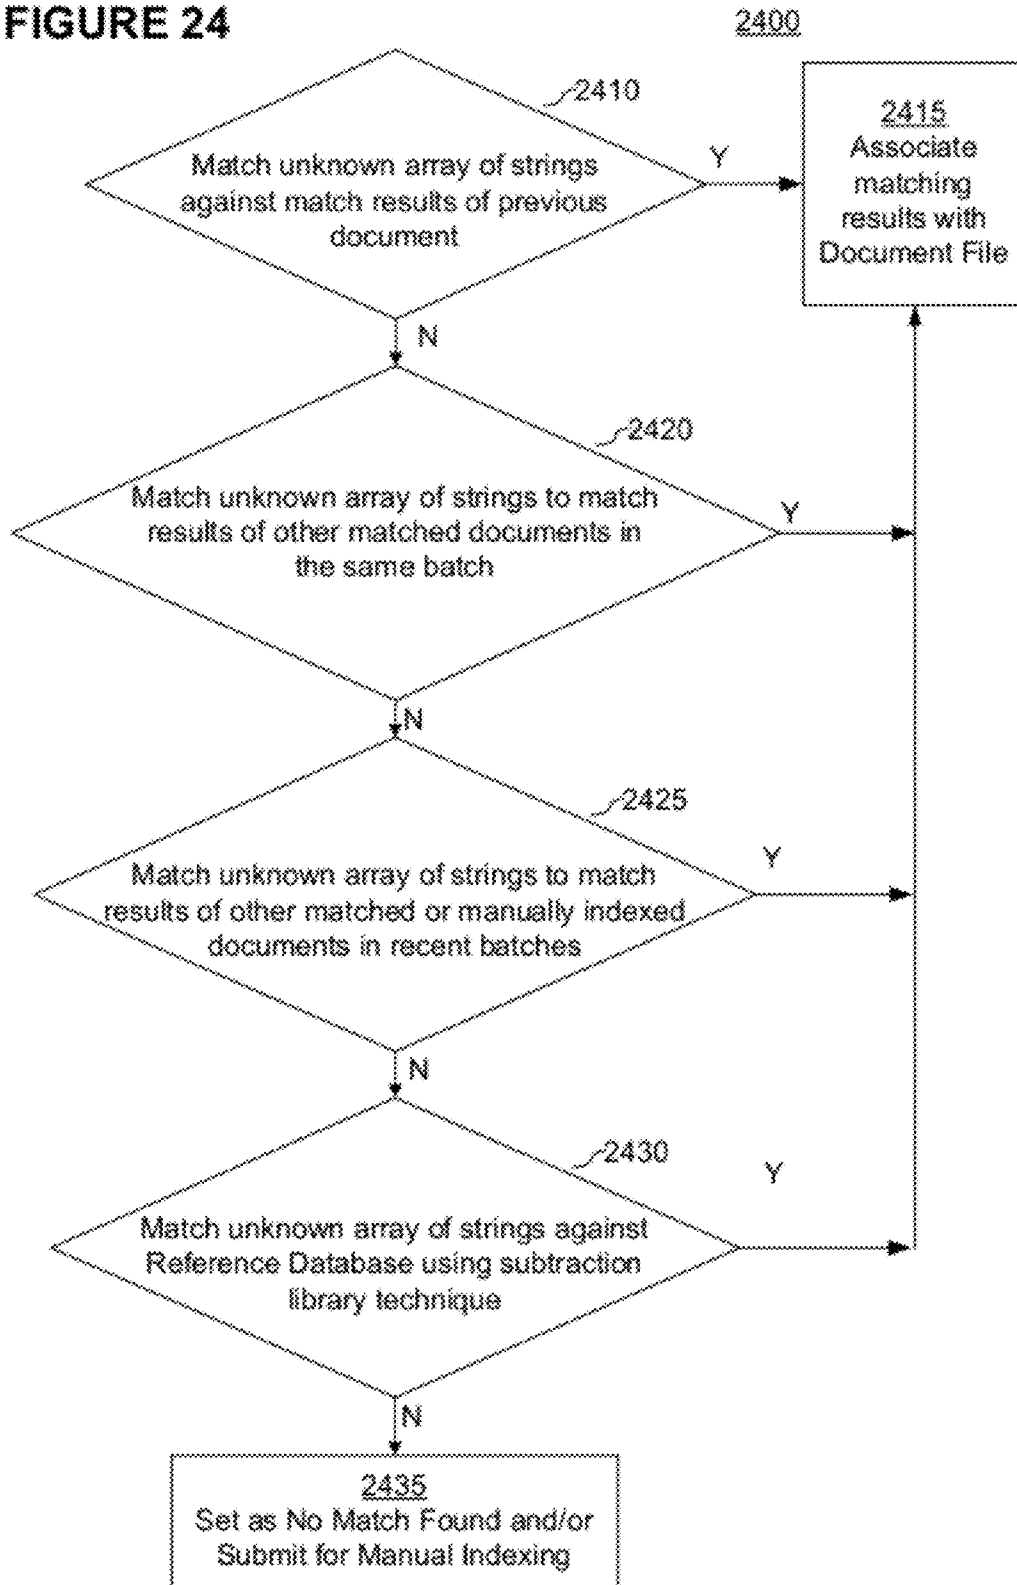 FIGURE 24
2400
2410
Match unknown array of strings
against match results of previous
document
Y
2415
Associate
matching
results with
Document File
N
2420
Match unknown array of strings to match
results of other matched documents in
the same batch
Y
N
2425
Match unknown array of strings to match
results of other matched or manually indexed
documents in recent batches
Y
N
2430
Match unknown array of strings against
Reference Database using subtraction
library technique
Y
N
2435
Set as No Match Found and/or
Submit for Manual Indexing